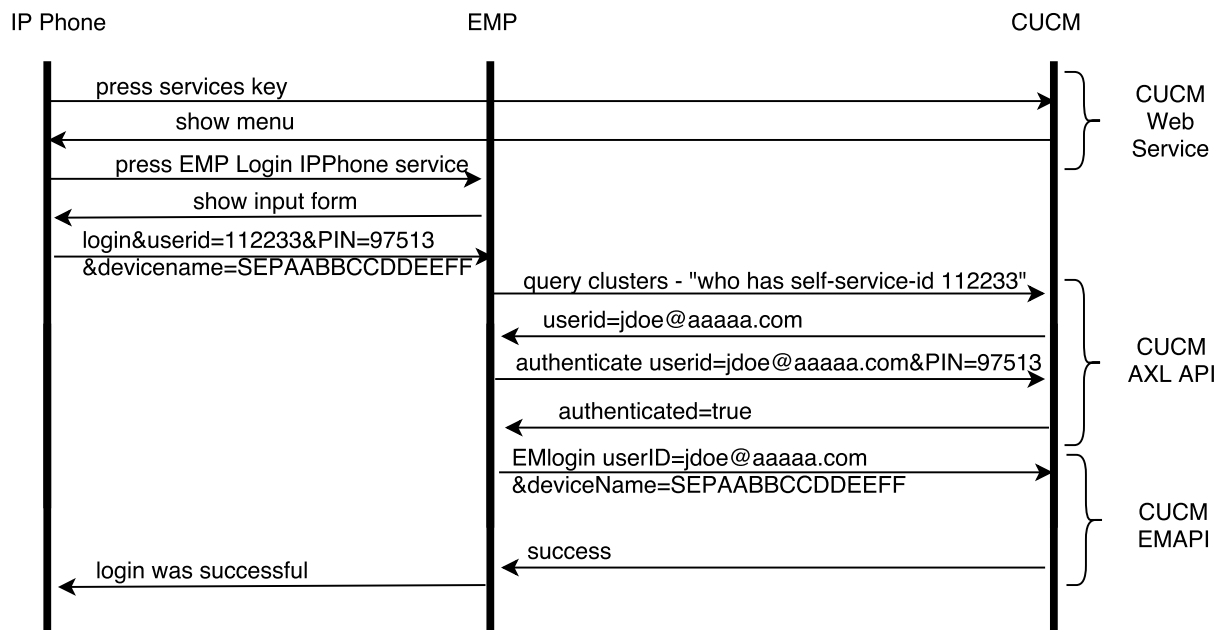 IP Phone
EMP
CUCM
press services key
show menu
CUCM
Web
Service
press EMP Login IPPhone service
show input form
login&userid=112233&PIN=97513
&devicename=SEPAABBCCDDEEFF
query clusters - "who has self-service-id 112233"
userid=jdoe@aaaaa.com
authenticate userid=jdoe@aaaaa.com&PIN=97513
authenticated=true
CUCM
AXL API
EMlogin userID=jdoe@aaaaa.com
&deviceName=SEPAABBCCDDEEFF
success
CUCM
EMAPI
login was successful